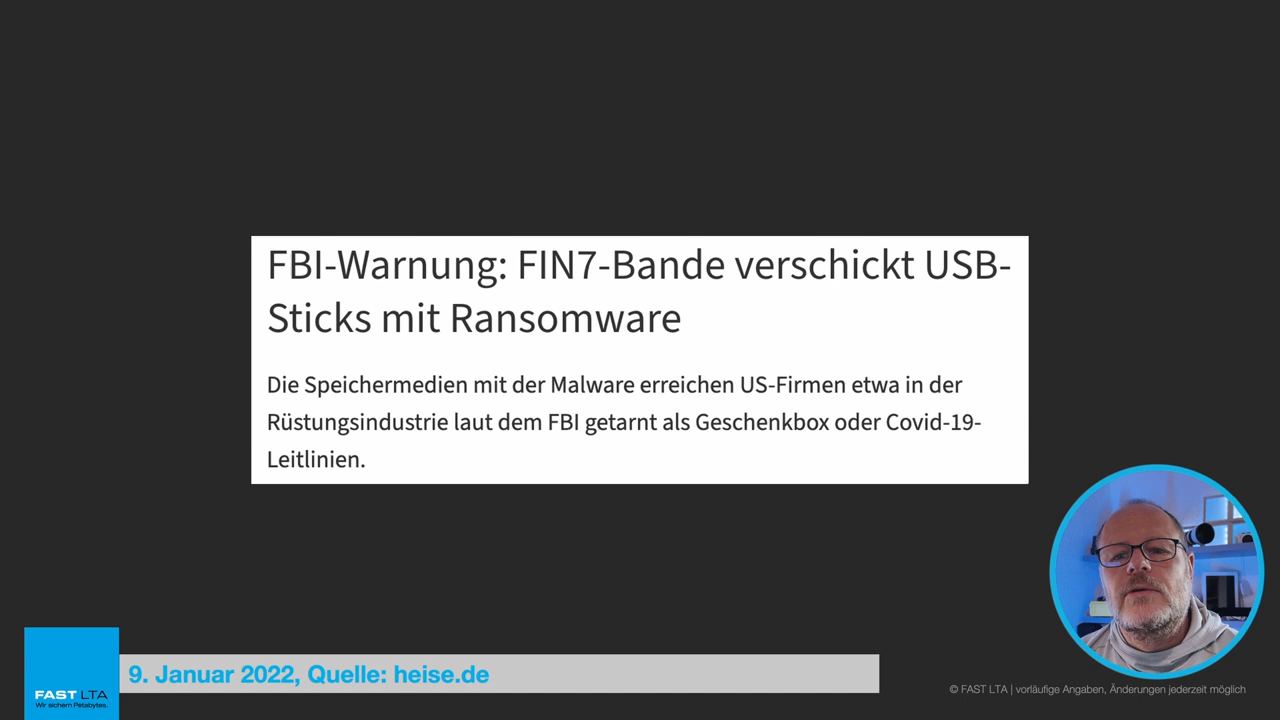 FBI-Warnung: FIN7-Bande verschickt USB-
Sticks mit Ransomware
Die Speichermedien mit der Malware erreichen US-Firmen etwa in der
Rüstungsindustrie laut dem FBI getarnt als Geschenkbox oder Covid-19-
Leitlinien.
9. Januar 2022, Quelle: heise.de
FAST LTA
Wir sichern Petabytes.
© FAST LTA | vorläufige Angaben, Änderungen jederzeit möglich